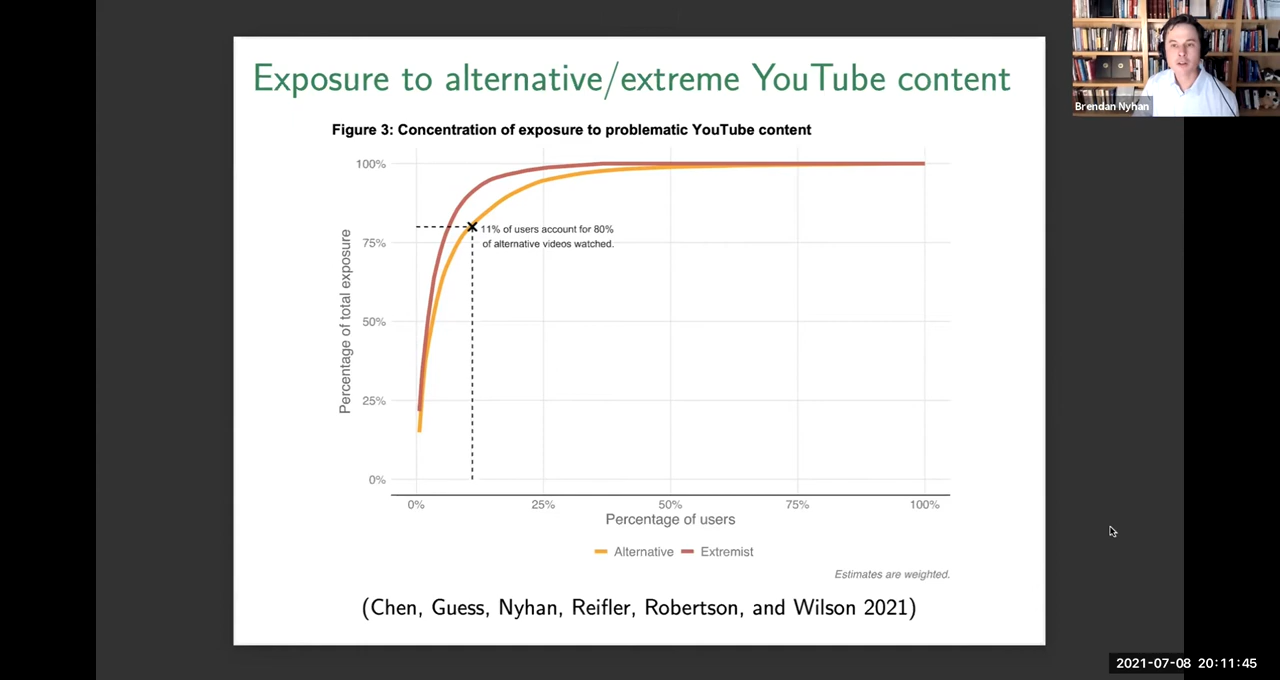 Exposure to alternative/extreme YouTube content
Brendan Nyhan
Figure 3: Concentration of exposure to problematic YouTube content
100%
75%
50%
25%
0%
Percentage of total exposure
11% of users account for 80%
of alternative videos watched.
0% 25% 50% 75% 100%
Percentage of users
Alternative Extremist
Estimates are weighted.
(Chen, Guess, Nyhan, Reifler, Robertson, and Wilson 2021)
2021-07-08 20:11:45